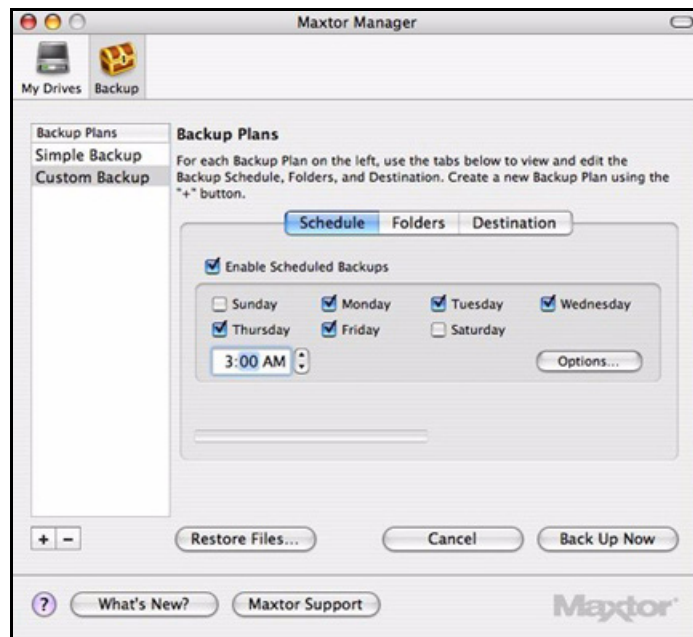 Maxtor Manager
My Drives Backup
Backup Plans
Simple Backup
Custom Backup
Backup Plans
For each Backup Plan on the left, use the tabs below to view and edit the
Backup Schedule, Folders, and Destination. Create a new Backup Plan using the
"+" button.
Schedule Folders Destination
Enable Scheduled Backups
Sunday Monday Tuesday Wednesday
Thursday Friday Saturday
3:00 AM Options...
+ −
Restore Files... Cancel Back Up Now
? What's New? Maxtor Support Maxtor